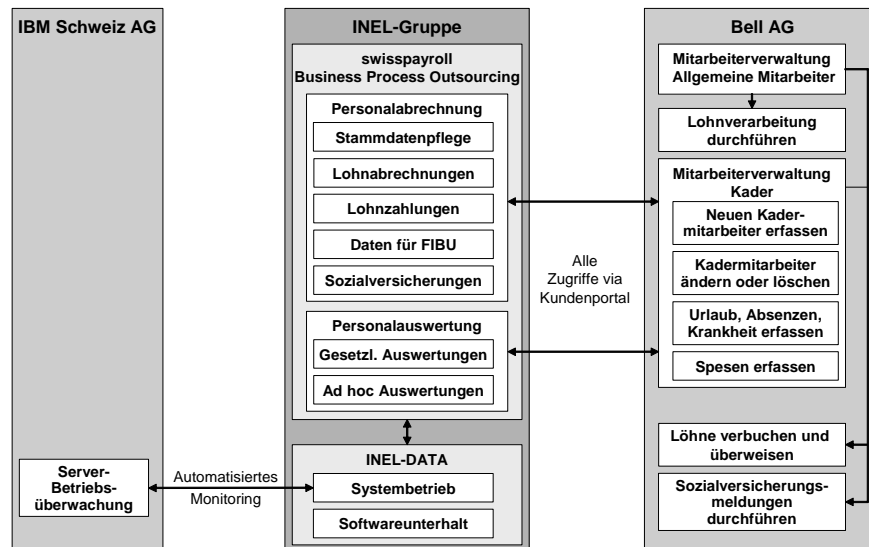 IBM Schweiz AG
Server-
Betriebs-
überwachung
Automatisiertes
Monitoring
INEL-Gruppe
swisspayroll
Business Process Outsourcing
Personalabrechnung
Stammdatenpflege
Lohnabrechnungen
Lohnzahlungen
Daten für FIBU
Sozialversicherungen
Personalauswertung
Gesetzl. Auswertungen
Ad hoc Auswertungen
INEL-DATA
Systembetrieb
Softwareunterhalt
Alle
Zugriffe via
Kundenportal
Bell AG
Mitarbeiterverwaltung
Allgemeine Mitarbeiter
Lohnverarbeitung
durchführen
Mitarbeiterverwaltung
Kader
Neuen Kader-
mitarbeiter erfassen
Kadermitarbeiter
ändern oder löschen
Urlaub, Absenzen,
Krankheit erfassen
Spesen erfassen
Löhne verbuchen und
überweisen
Sozialversicherungs-
meldungen
durchführen